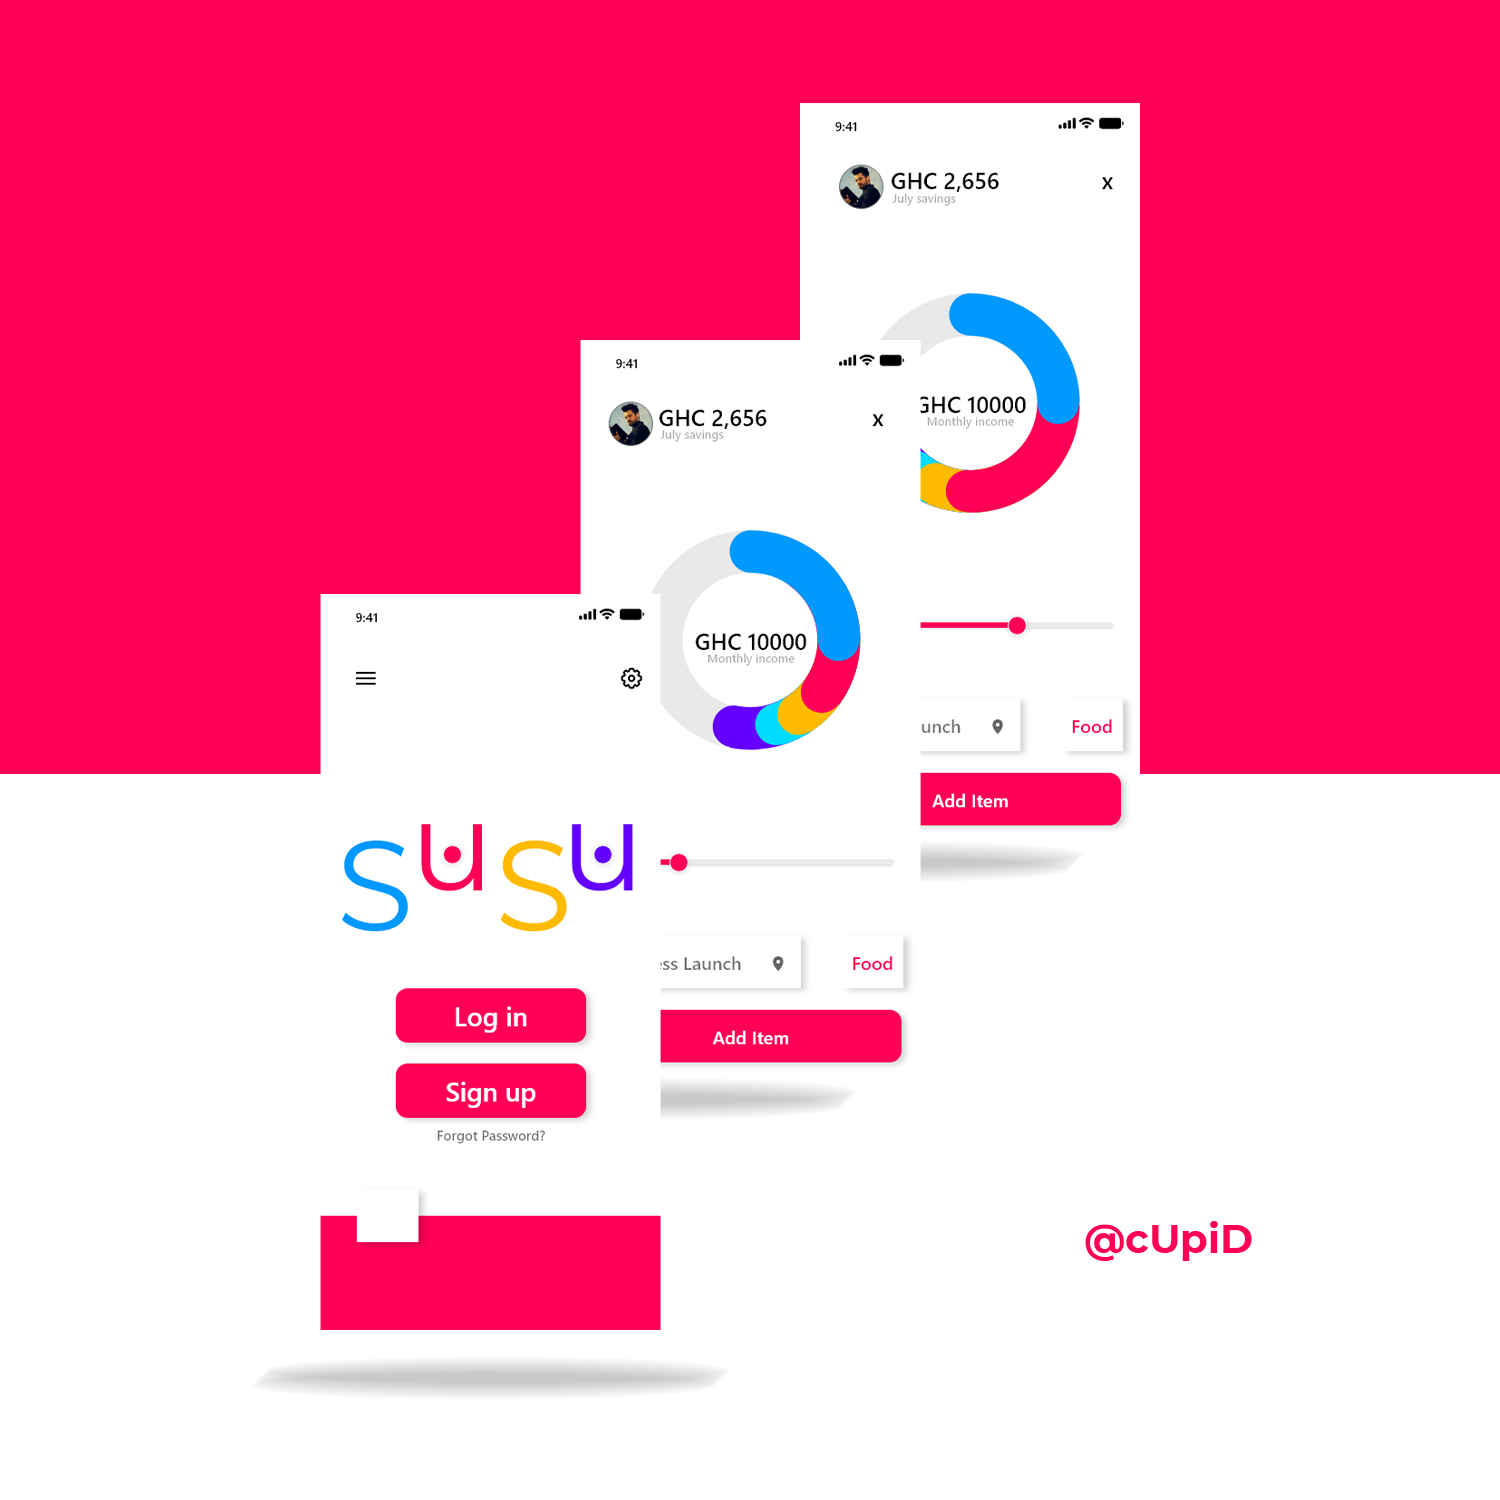 9:41
GHC 2,656
July savings
X
GHC 10000
Monthly income
Launch
Food
Add Item
9:41
GHC 2,656
July savings
X
GHC 10000
Monthly income
Launch
Food
Add Item
9:41
susu
Log in
Sign up
Forgot Password?
@cUpiD